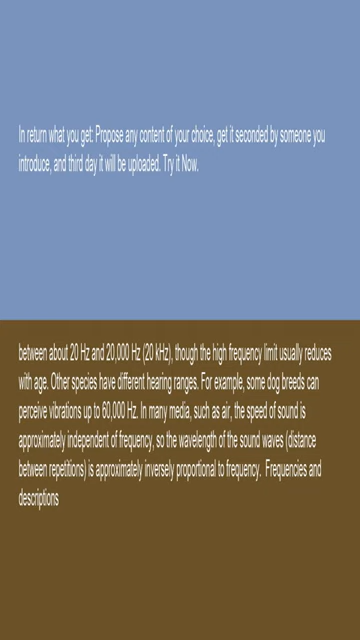 In return what you get: Propose any content of your choice, get it seconded by someone you
introduce, and third day it will be uploaded. Try it Now.
between about 20 Hz and 20,000 Hz (20 kHz), though the high frequency limit usually reduces
with age. Other species have different hearing ranges. For example, some dog breeds can
perceive vibrations up to 60,000 Hz. In many media, such as air, the speed of sound is
approximately independent of frequency, so the wavelength of the sound waves (distance
between repetitions) is approximately inversely proportional to frequency.  Frequencies and
descriptions